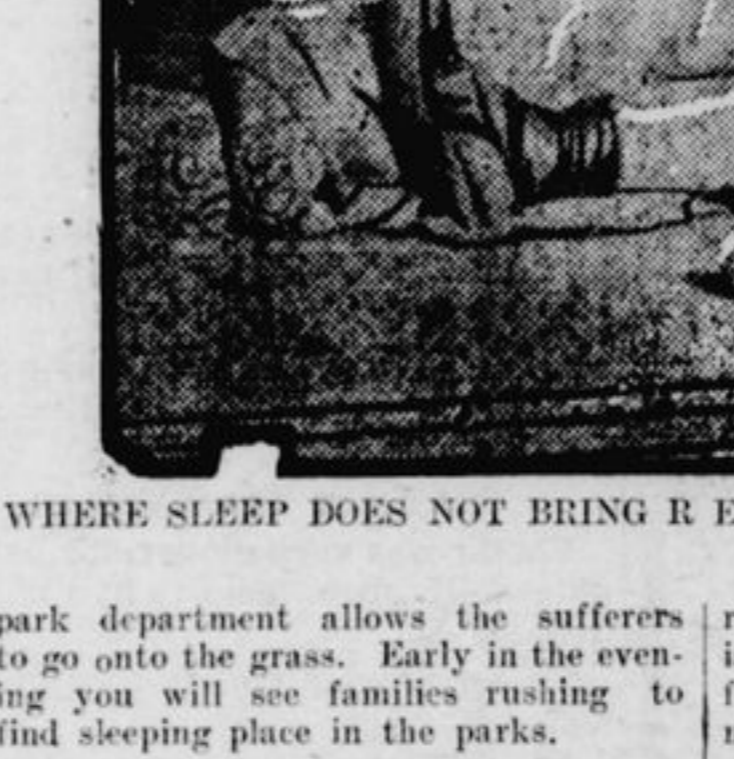 WHERE SLEEP DOES NOT BRING R E
park department allows the sufferers
to go onto the grass. Early in the even-
ing you will see families rushing to
find sleeping place in the parks.